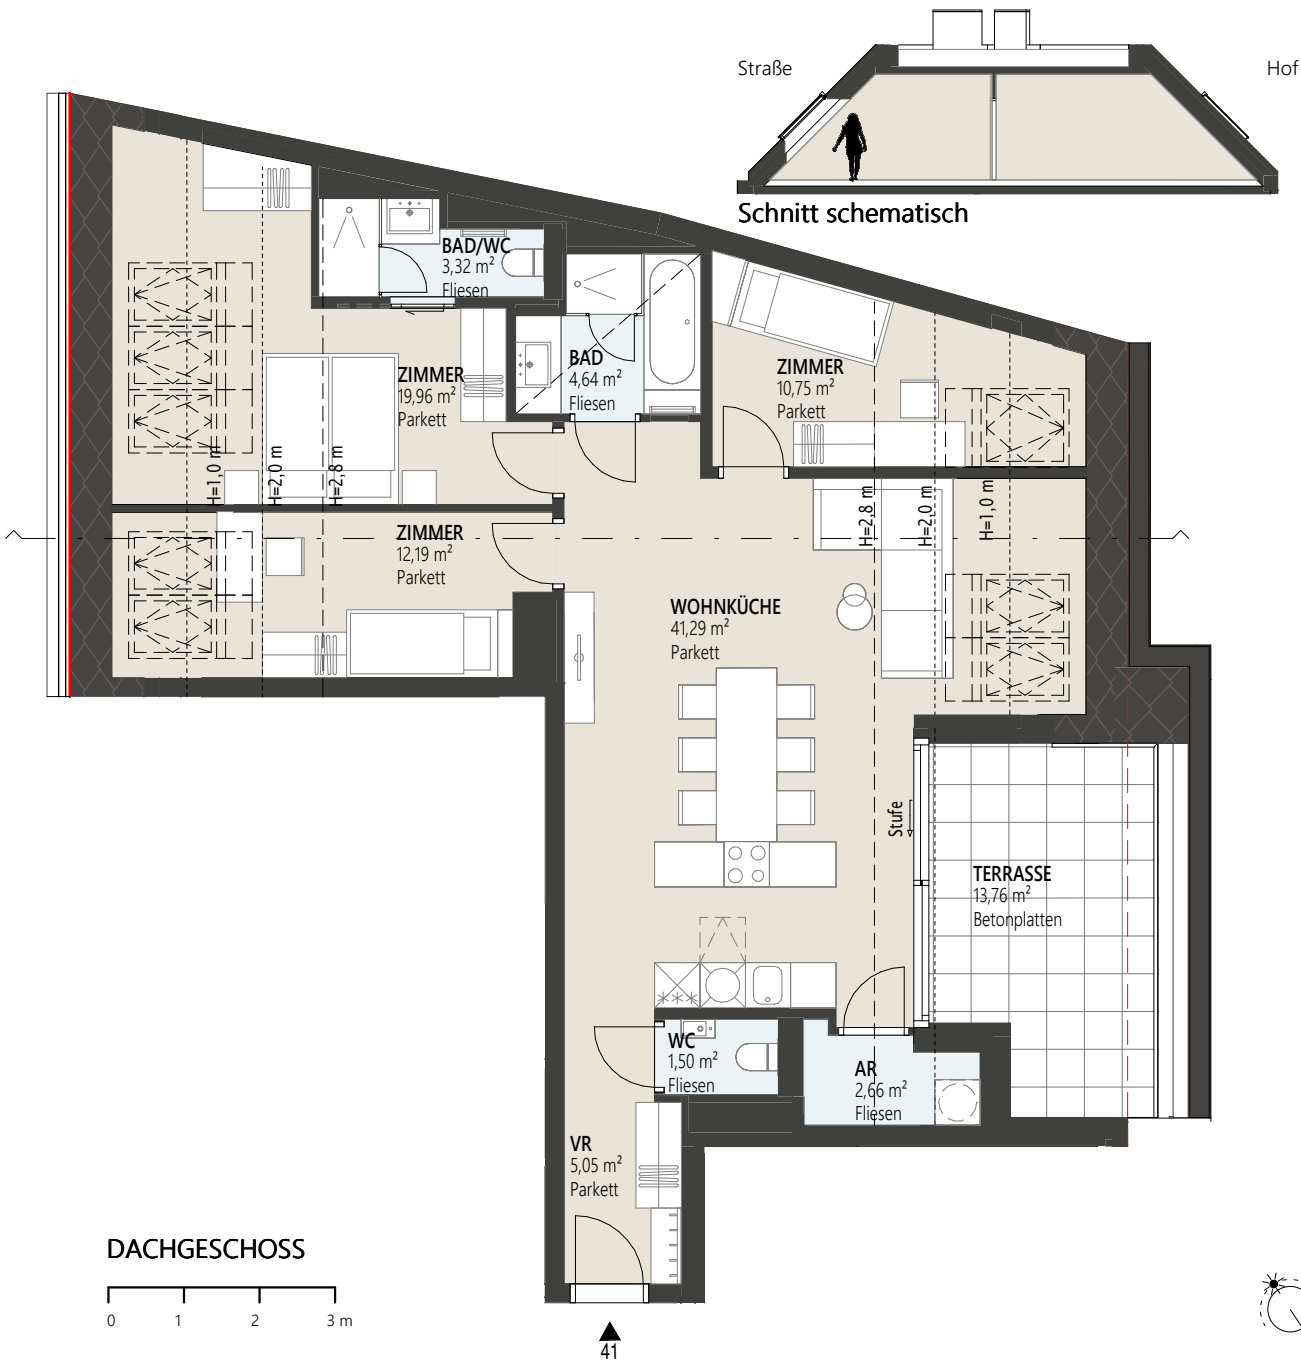 Straße
Hof
Schnitt schematisch
BAD/WC
3,32 m²
Fliesen
BAD
4,64 m²
Fliesen
ZIMMER
19,96 m²
Parkett
ZIMMER
10,75 m²
Parkett
H=1,0 m
H=2,0 m
H=2,8 m
H=2,8 m
H=2,0 m
H=1,0 m
ZIMMER
12,19 m²
Parkett
WOHNKÜCHE
41,29 m²
Parkett
Stufe
TERRASSE
13,76 m²
Betonplatten
WC
1,50 m²
Fliesen
AR
2,66 m²
Fliesen
VR
5,05 m²
Parkett
DACHGESCHOSS
0 1 2 3 m
41